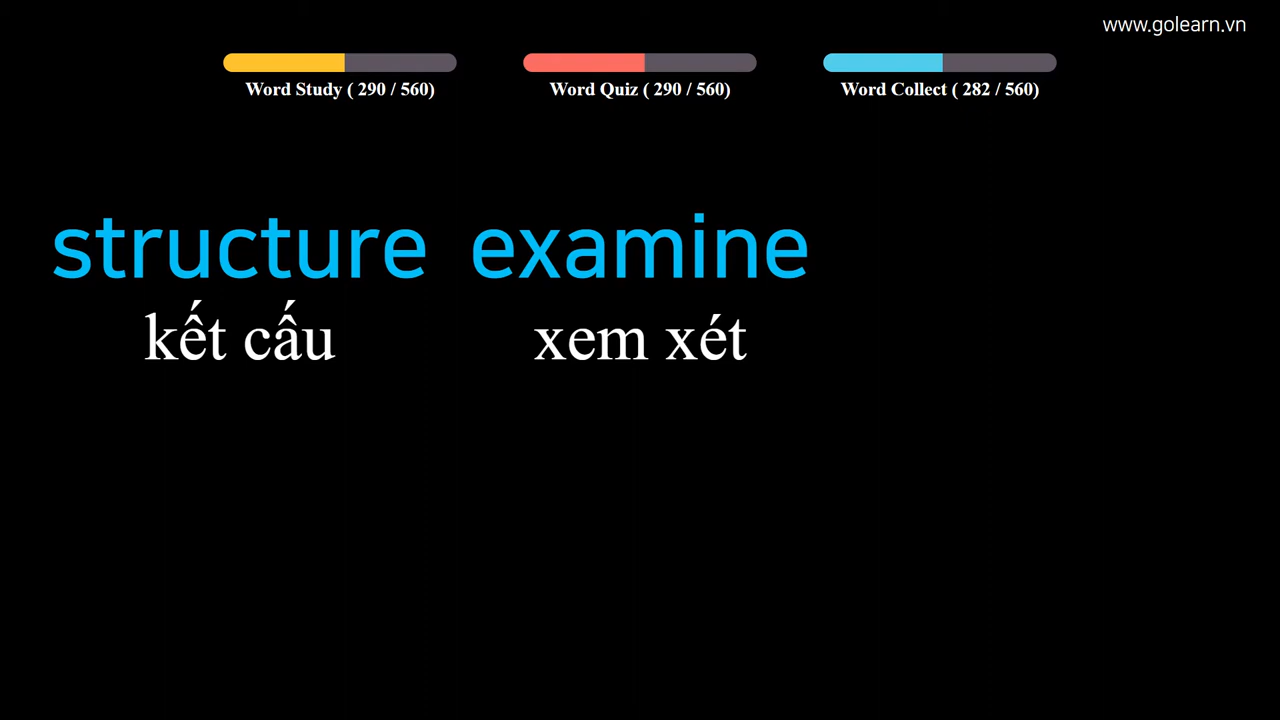 www.golearn.vn
Word Study ( 290 / 560)
Word Quiz ( 290 / 560)
Word Collect ( 282 / 560)
structure examine
kết cấu xem xét